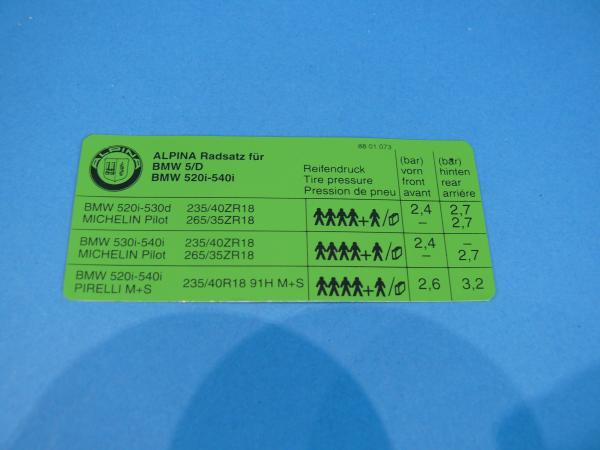 ALPINA
88 01 073
ALPINA Radsatz für
BMW 5/D
BMW 520i-540i
Reifendruck
Tire pressure
Pression de pneu
(bar)
vorn
front
avant
(bar)
hinten
rear
arrière
BMW 520i-530d 235/40ZR18 + / 2,4 2,7
MICHELIN Pilot 265/35ZR18 – 2,7
BMW 530i-540i 235/40ZR18 + / 2,4 –
MICHELIN Pilot 265/35ZR18 – 2,7
BMW 520i-540i
PIRELLI M+S 235/40R18 91H M+S + / 2,6 3,2